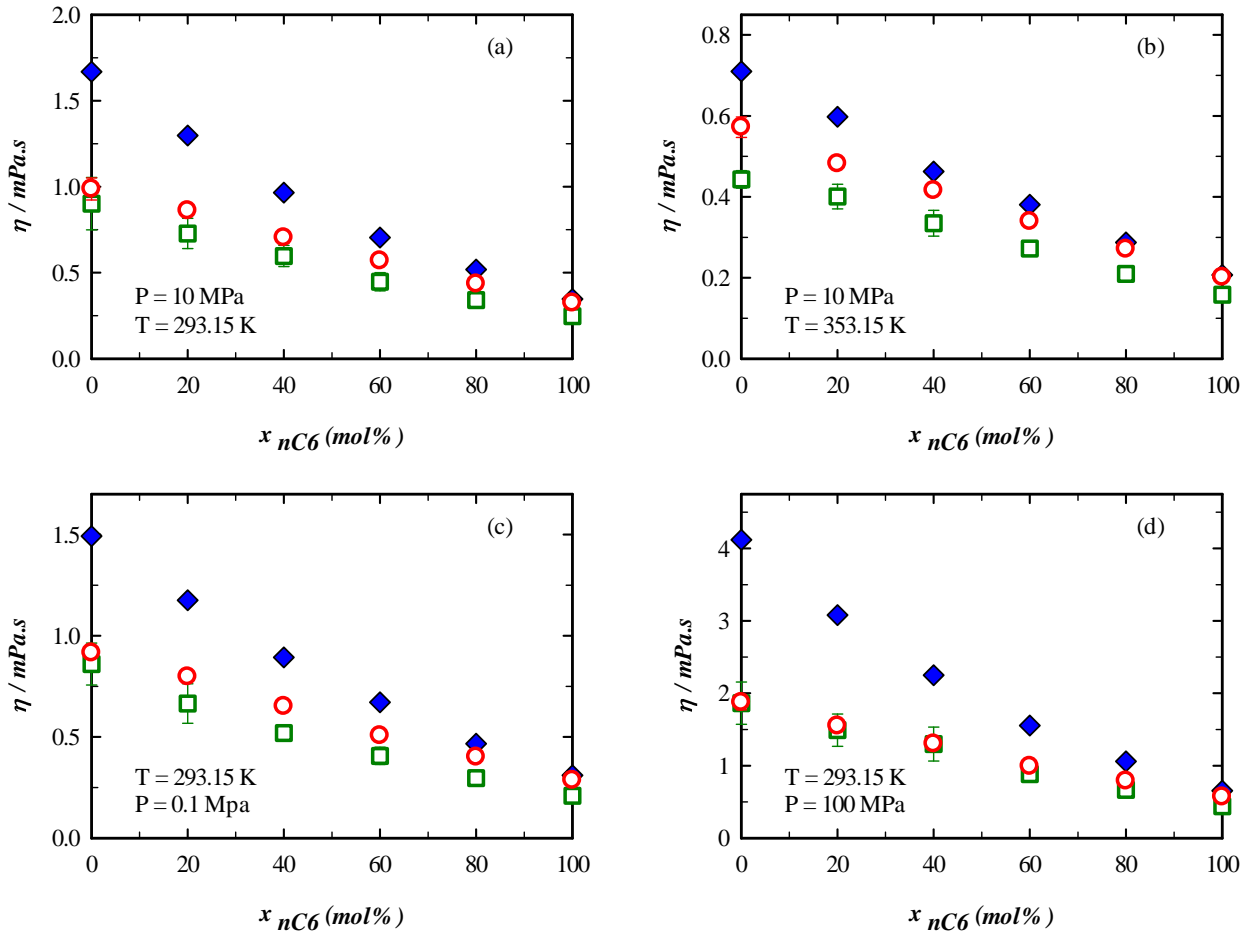 2.0
1.5
1.0
0.5
0.0
η / mPa.s
(a)
P = 10 MPa
T = 293.15 K
0 20 40 60 80 100
x nC6 (mol%)
0.8
0.6
0.4
0.2
0.0
η / mPa.s
(b)
P = 10 MPa
T = 353.15 K
0 20 40 60 80 100
x nC6 (mol%)
1.5
1.0
0.5
0.0
η / mPa.s
(c)
T = 293.15 K
P = 0.1 Mpa
0 20 40 60 80 100
x nC6 (mol%)
4
3
2
1
0
η / mPa.s
(d)
T = 293.15 K
P = 100 MPa
0 20 40 60 80 100
x nC6 (mol%)